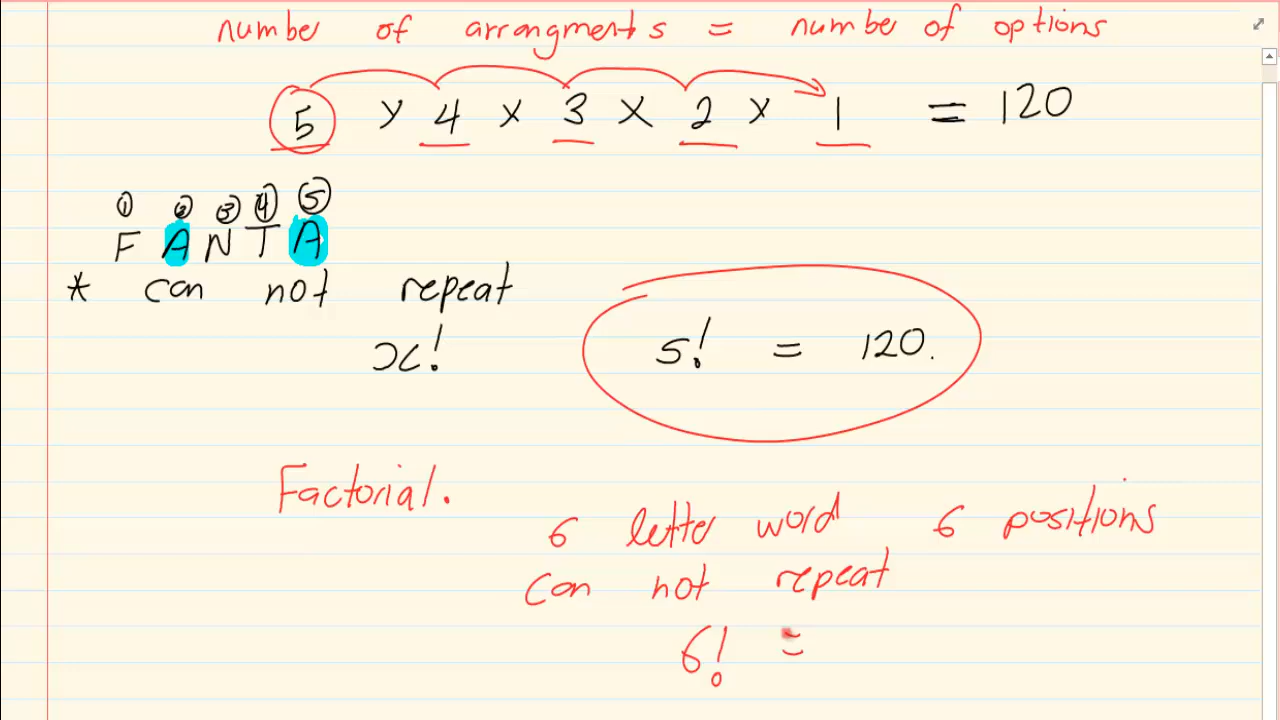 number of arrangments = number of options
5 x 4 x 3 x 2 x 1 = 120
① ② ③ ④ ⑤
F A N T A
* can not repeat
x! 5! = 120.
Factorial.
6 letter word 6 positions
can not repeat
6! =